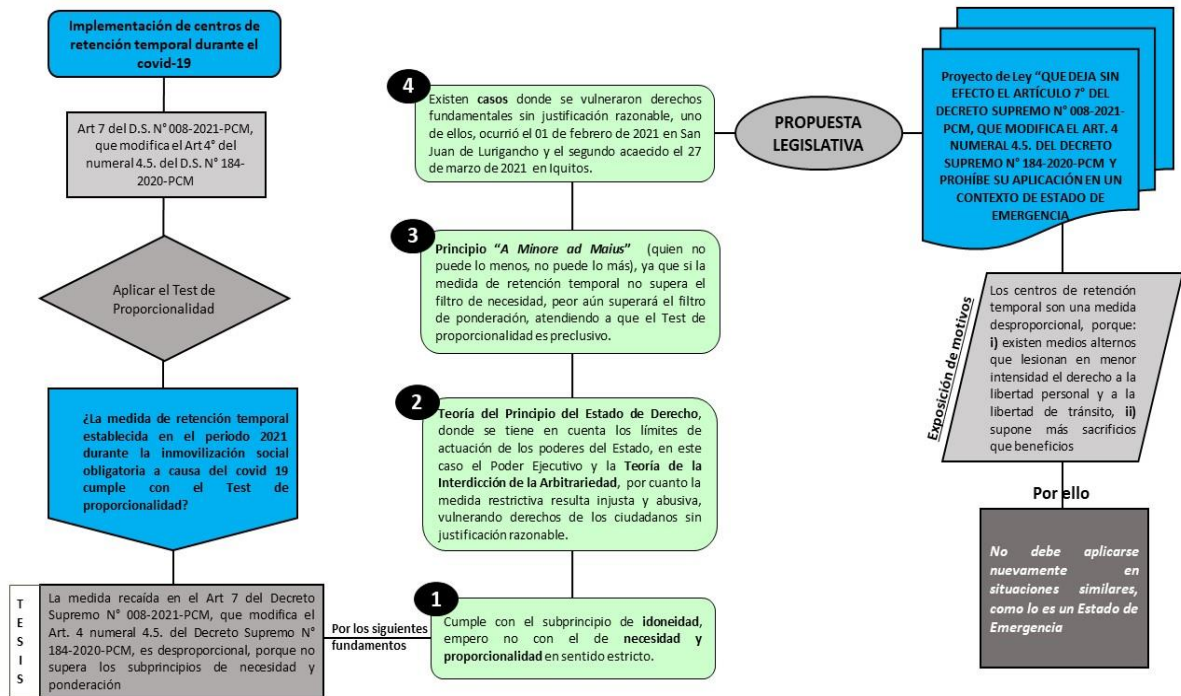 Implementación de centros de
retención temporal durante el
covid-19
Art 7 del D.S. N° 008-2021-PCM,
que modifica el Art 4° del
numeral 4.5. del D.S. N° 184-
2020-PCM
Aplicar el Test de
Proporcionalidad
¿La medida de retención temporal
establecida en el periodo 2021
durante la inmovilización social
obligatoria a causa del covid 19
cumple con el Test de
proporcionalidad?
TESIS
La medida recaída en el Art 7 del Decreto
Supremo N° 008-2021-PCM, que modifica el
Art. 4 numeral 4.5. del Decreto Supremo N°
184-2020-PCM, es desproporcional, porque no
supera los subprincipios de necesidad y
ponderación
Por los siguientes
fundamentos
1
Cumple con el subprincipio de idoneidad,
empero no con el de necesidad y
proporcionalidad en sentido estricto.
2
Teoría del Principio del Estado de Derecho,
donde se tiene en cuenta los límites de
actuación de los poderes del Estado, en este
caso el Poder Ejecutivo y la Teoría de la
Interdicción de la Arbitrariedad, por cuanto la
medida restrictiva resulta injusta y abusiva,
vulnerando derechos de los ciudadanos sin
justificación razonable.
3
Principio “A Minore ad Maius” (quien no
puede lo menos, no puede lo más), ya que si la
medida de retención temporal no supera el
filtro de necesidad, peor aún superará el filtro
de ponderación, atendiendo a que el Test de
proporcionalidad es preclusivo.
4
Existen casos donde se vulneraron derechos
fundamentales sin justificación razonable, uno de
ellos, ocurrió el 01 de febrero de 2021 en San
Juan de Lurigancho y el segundo acaecido el 27
de marzo de 2021 en Iquitos.
PROPUESTA
LEGISLATIVA
Proyecto de Ley “QUE DEJA SIN
EFECTO EL ARTÍCULO 7° DEL
DECRETO SUPREMO N° 008-2021-
PCM, QUE MODIFICA EL ART. 4
NUMERAL 4.5. DEL DECRETO
SUPREMO N° 184-2020-PCM Y
PROHÍBE SU APLICACIÓN EN UN
CONTEXTO DE ESTADO DE
EMERGENCIA
Exposición de motivos
Los centros de retención
temporal son una medida
desproporcional, porque:
i) existen medios alternos
que lesionan en menor
intensidad el derecho a la
libertad personal y a la
libertad de tránsito, ii)
supone más sacrificios
que beneficios
Por ello
No debe aplicarse
nuevamente en
situaciones similares,
como lo es un Estado de
Emergencia